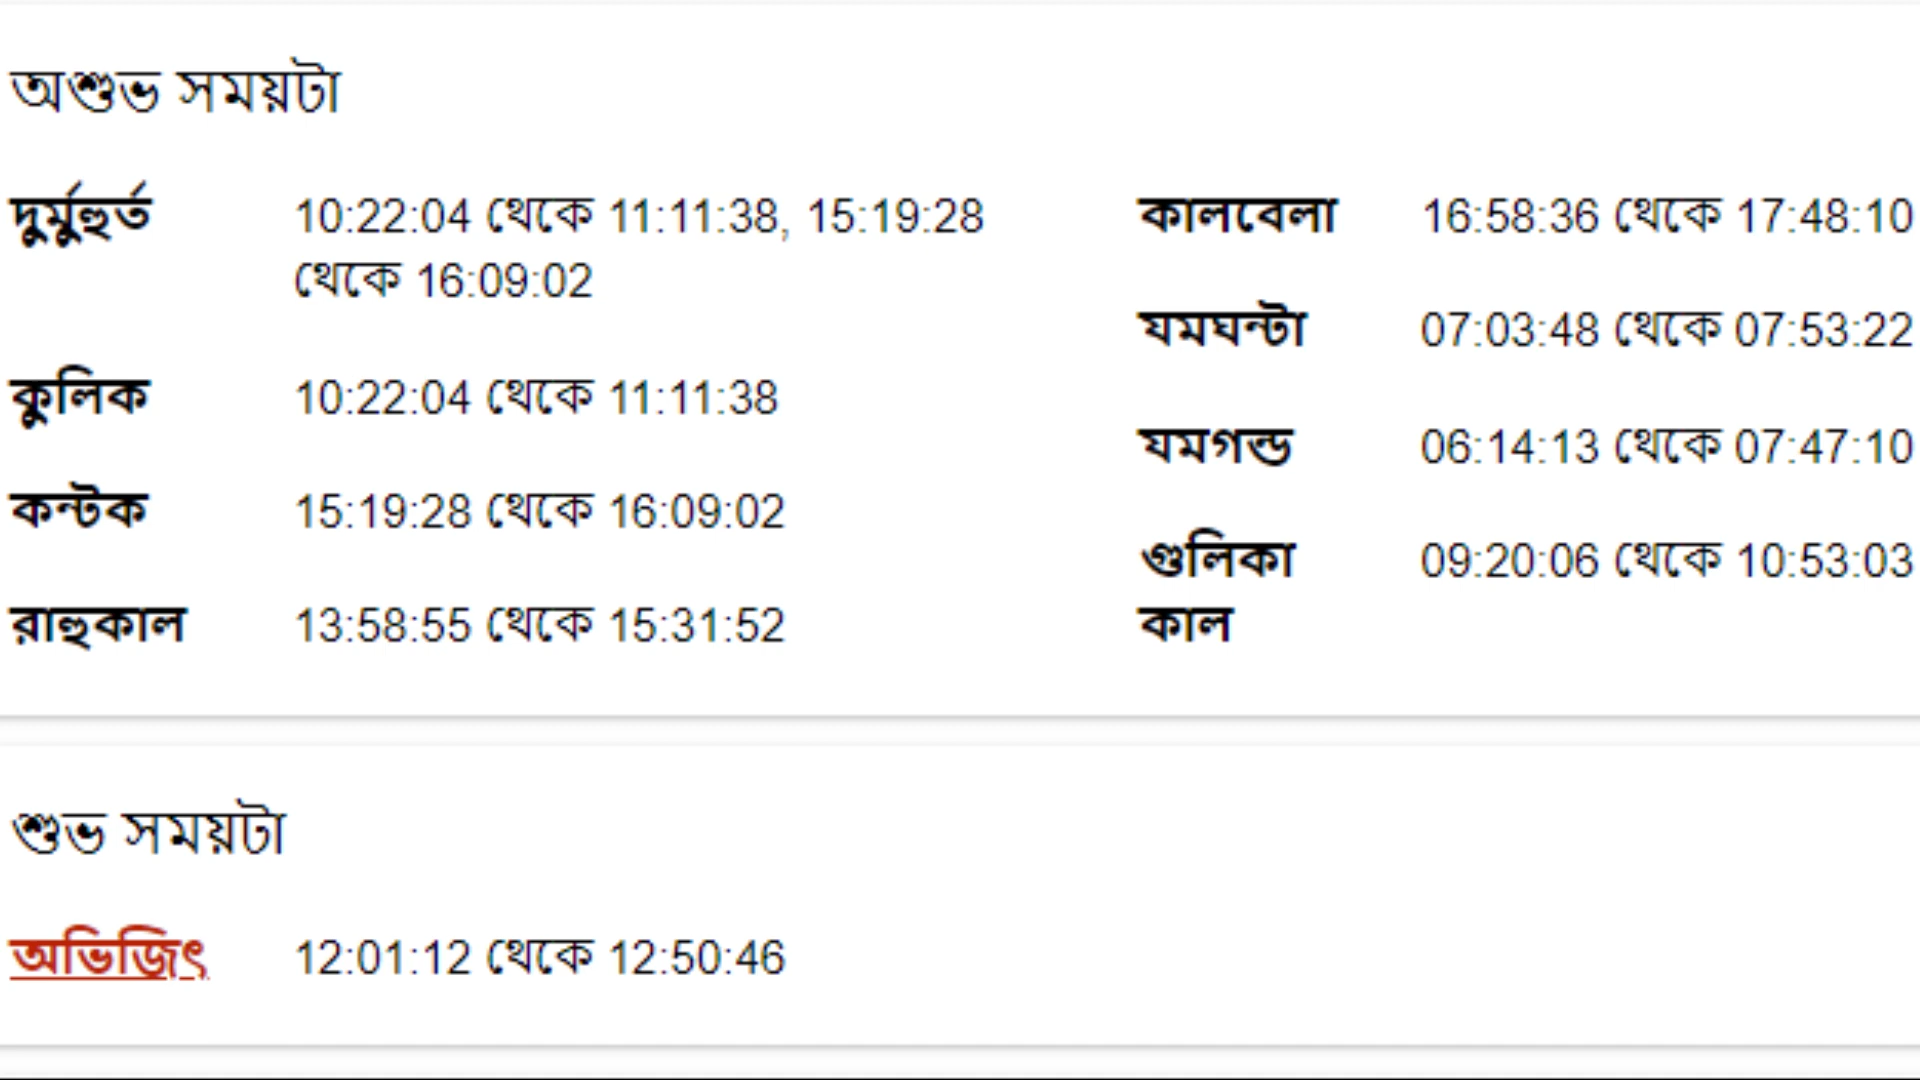 অশুভ সময়টা
দুর্মুহুর্ত 10:22:04 থেকে 11:11:38, 15:19:28
থেকে 16:09:02
কুলিক 10:22:04 থেকে 11:11:38
কন্টক 15:19:28 থেকে 16:09:02
রাহুকাল 13:58:55 থেকে 15:31:52
কালবেলা 16:58:36 থেকে 17:48:10
যমঘন্টা 07:03:48 থেকে 07:53:22
যমগন্ড 06:14:13 থেকে 07:47:10
গুলিকা 09:20:06 থেকে 10:53:03
কাল
শুভ সময়টা
অভিজিৎ 12:01:12 থেকে 12:50:46